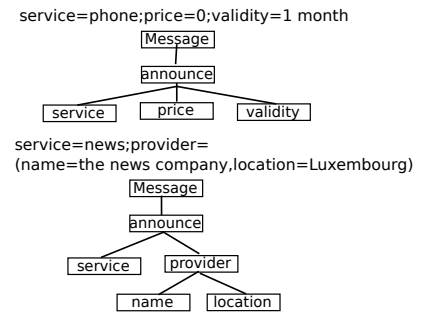 service=phone;price=0;validity=1 month
Message
announce
service price validity
service=news;provider=
(name=the news company,location=Luxembourg)
Message
announce
service provider
name location